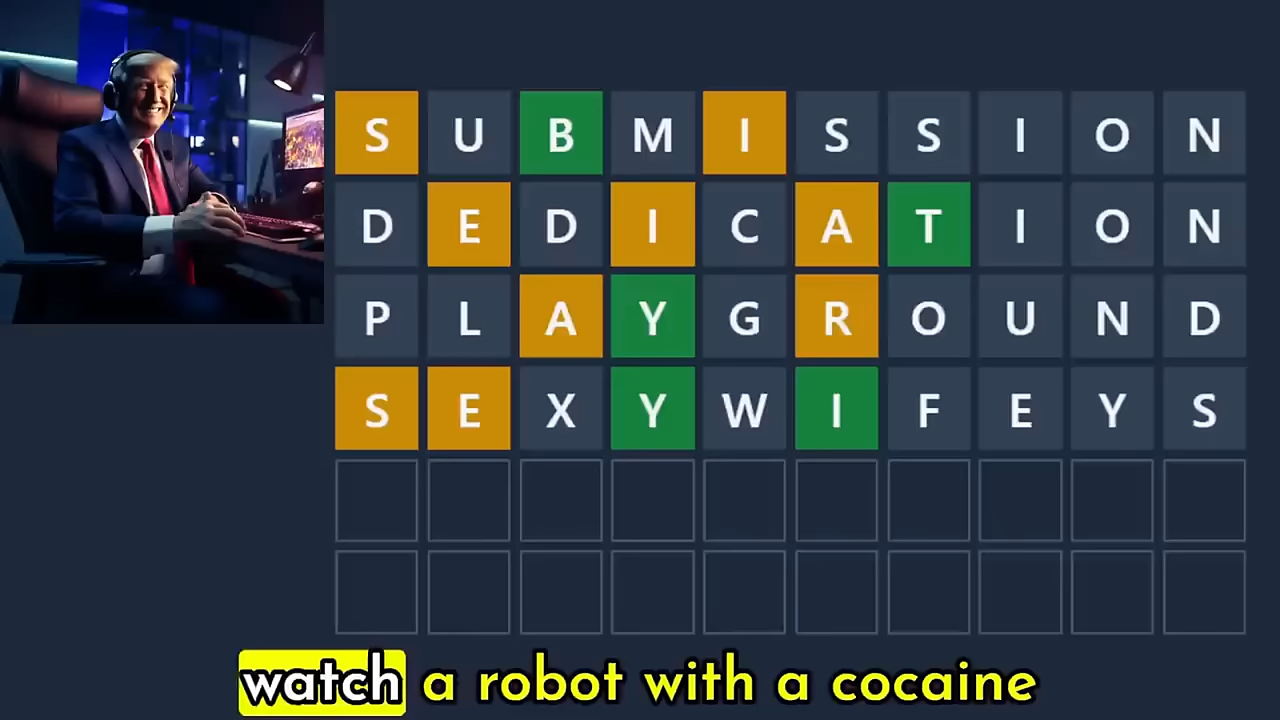 SUBMISSION
DEDICATION
PLAYGROUND
SEXYWIFEYS
watch a robot with a cocaine